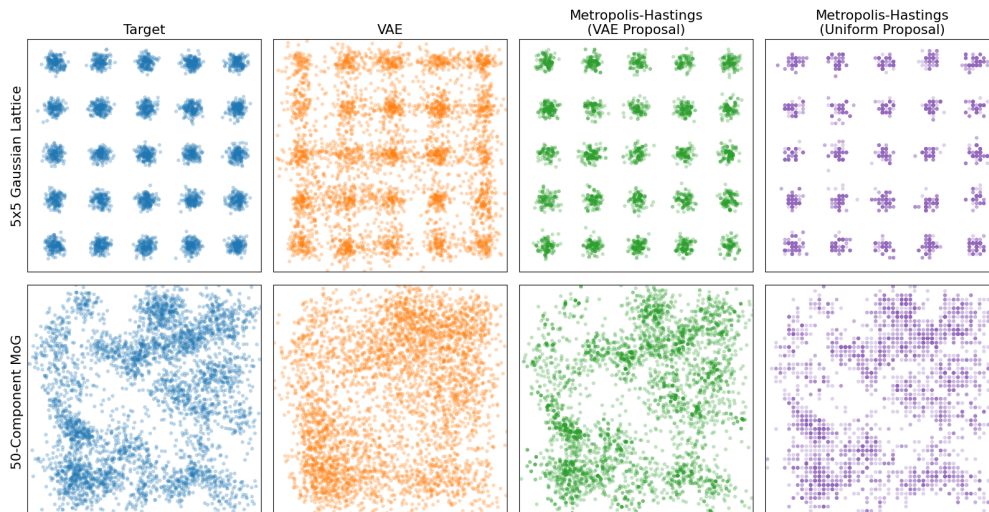 Target
VAE
Metropolis-Hastings
(VAE Proposal)
Metropolis-Hastings
(Uniform Proposal)
5x5 Gaussian Lattice
50-Component MoG